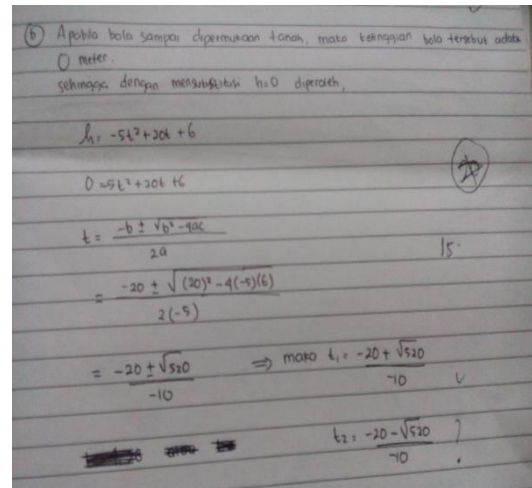 (b) Apabila bola sampai dipermukaan tanah, maka ketinggian bola tersebut adalah
0 meter.
sehingga dengan mensubstitusi h=0 diperoleh,
h = -5t² + 20t + 6
0 = 5t² + 20t + 6
t = (-b ± √(b² - 4ac)) / 2a
15.
= (-20 ± √((20)² - 4(-5)(6))) / 2(-5)
= (-20 ± √520) / -10 ⇒ maka t₁ = (-20 + √520) / -10
t₂ = (-20 - √520) / -10 ?